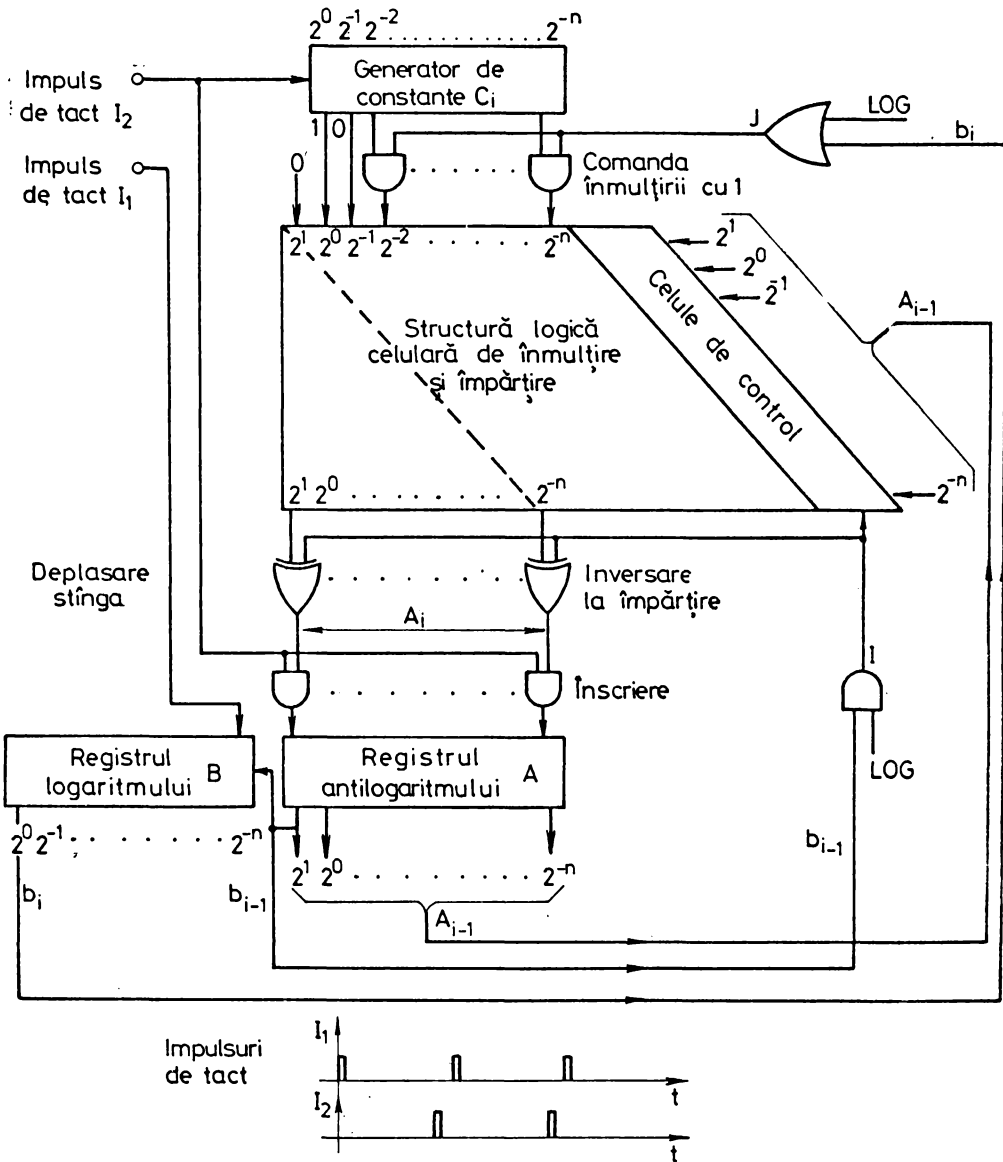 2⁰ 2⁻¹ 2⁻² . . . . . . . . . . . . 2⁻ⁿ
Impuls
de tact I₂
Generator de
constante Cᵢ
Impuls
de tact I₁
1 0
0
J
LOG
bᵢ
Comanda
înmulțirii cu 1
2¹ 2⁰ 2⁻¹ 2⁻² . . . . . . . . 2⁻ⁿ
2¹
2⁰
2⁻¹
2⁻ⁿ
Aᵢ₋₁
Structură logică
celulară de înmulțire
și împărțire
Celule de control
2¹ 2⁰ . . . . . . . . 2⁻ⁿ
Deplasare
stînga
Inversare
la împărțire
Aᵢ
I
Înscriere
LOG
Registrul
logaritmului B
Registrul
antilogaritmului A
2⁰ 2⁻¹ . . . . . . . . 2⁻ⁿ
2¹ 2⁰ . . . . . . . . 2⁻ⁿ
bᵢ
bᵢ₋₁
Aᵢ₋₁
bᵢ₋₁
Impulsuri
de tact
I₁
t
I₂
t